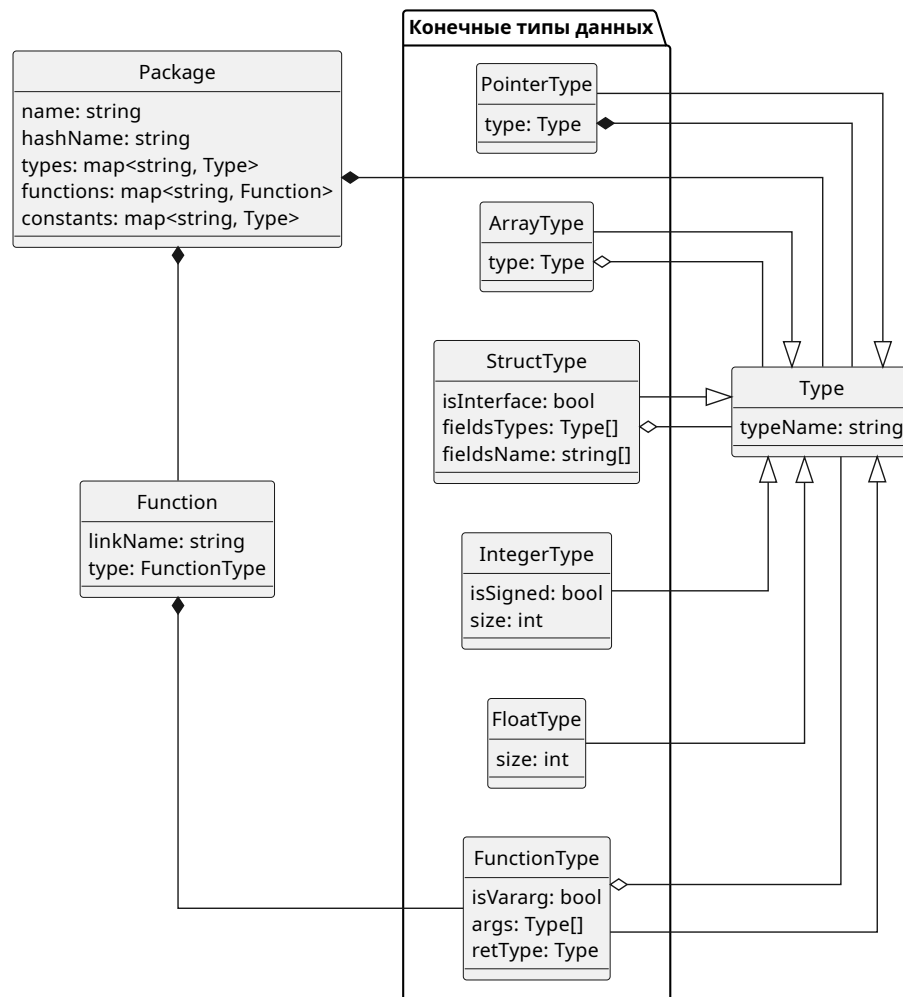 Конечные типы данных
Package
name: string
hashName: string
types: map<string, Type>
functions: map<string, Function>
constants: map<string, Type>
PointerType
type: Type
ArrayType
type: Type
StructType
isInterface: bool
fieldsTypes: Type[]
fieldsName: string[]
Type
typeName: string
Function
linkName: string
type: FunctionType
IntegerType
isSigned: bool
size: int
FloatType
size: int
FunctionType
isVararg: bool
args: Type[]
retType: Type